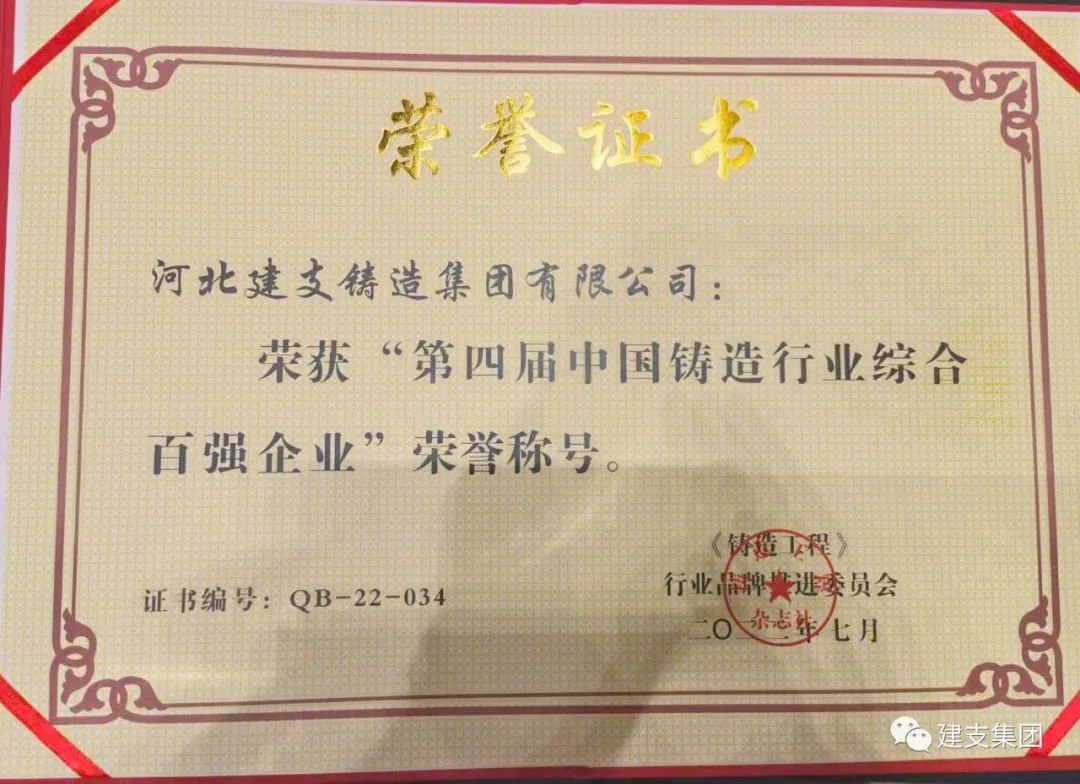 荣誉证书
河北建支铸造集团有限公司：
荣获“第四届中国铸造行业综合
百强企业”荣誉称号。
《铸造工程》
行业品牌推进委员会
杂志社
证书编号：QB-22-034
二〇二二年七月
建支集团